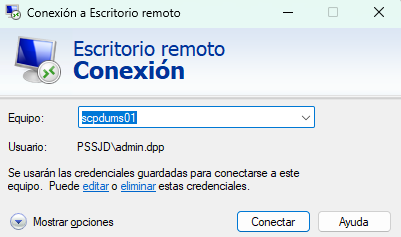 Conexión a Escritorio remoto
Escritorio remoto
Conexión
Equipo:
scpdums01
Usuario:
PSSJD\admin.dpp
Se usarán las credenciales guardadas para conectarse a este
equipo. Puede editar o eliminar estas credenciales.
Mostrar opciones
Conectar
Ayuda